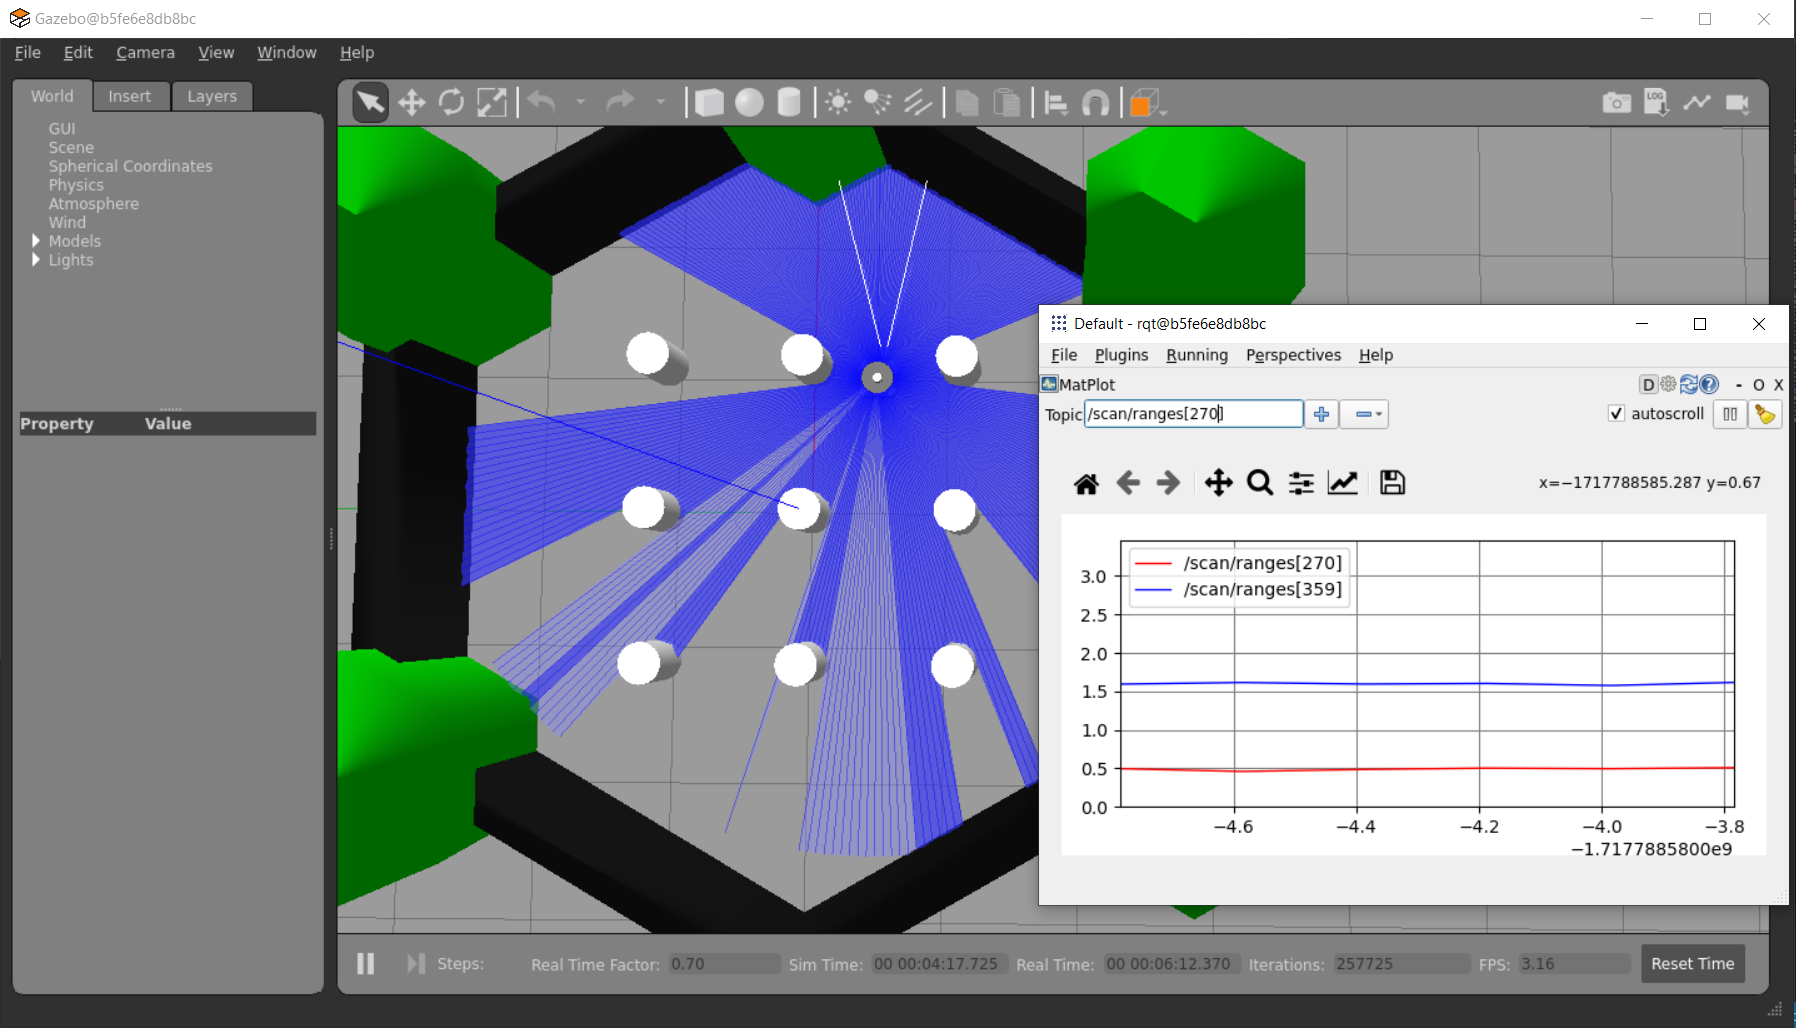 Gazebo@b5fe6e8db8bc
File Edit Camera View Window Help
World Insert Layers
GUI
Scene
Spherical Coordinates
Physics
Atmosphere
Wind
Models
Lights
Property Value
LOG
Default - rqt@b5fe6e8db8bc
File Plugins Running Perspectives Help
MatPlot
D - O X
Topic /scan/ranges[270]
autoscroll
x=−1717788585.287 y=0.67
/scan/ranges[270]
/scan/ranges[359]
3.0
2.5
2.0
1.5
1.0
0.5
0.0
−4.6 −4.4 −4.2 −4.0 −3.8
−1.7177885800e9
Steps: Real Time Factor: 0.70 Sim Time: 00 00:04:17.725 Real Time: 00 00:06:12.370 Iterations: 257725 FPS: 3.16 Reset Time